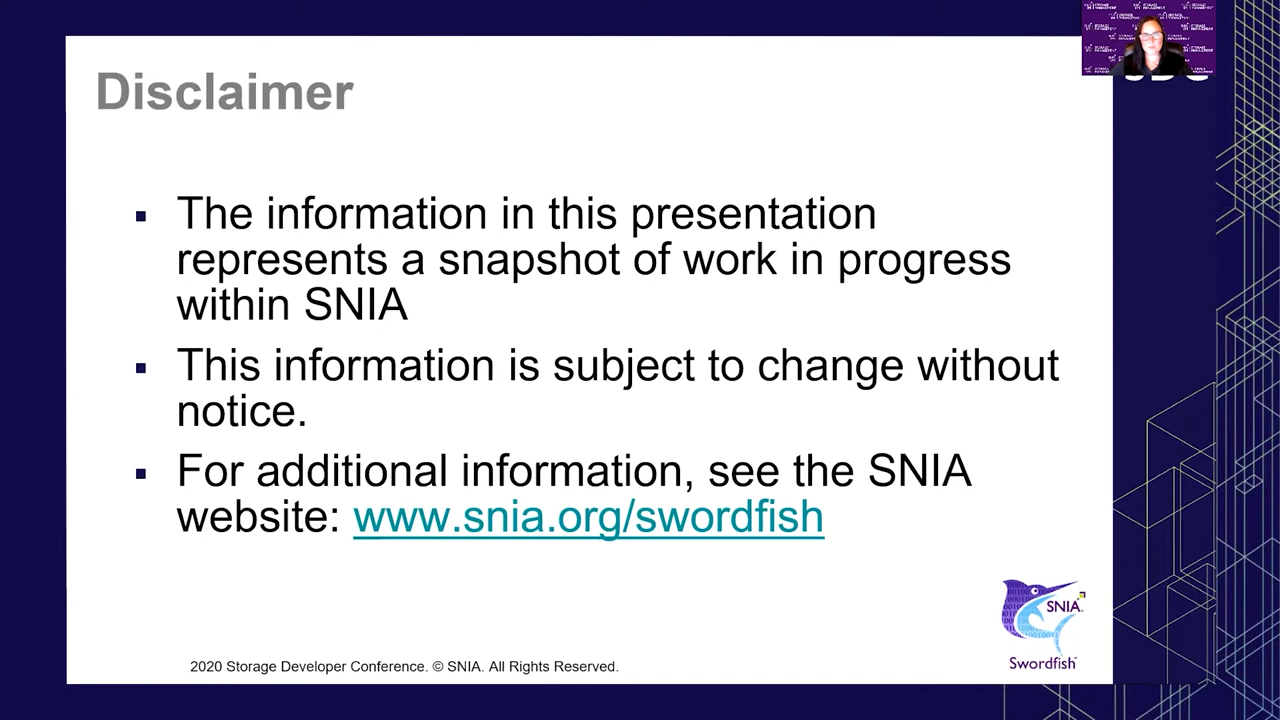 Disclaimer
The information in this presentation
represents a snapshot of work in progress
within SNIA
This information is subject to change without
notice.
For additional information, see the SNIA
website: www.snia.org/swordfish
SNIA
Swordfish
2020 Storage Developer Conference. © SNIA. All Rights Reserved.